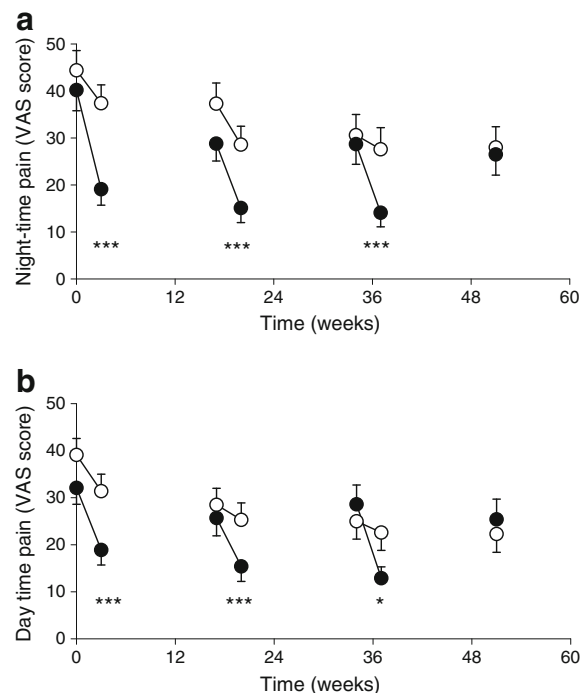 a
50
40
30
20
10
0
Night-time pain (VAS score)
*** *** ***
0 12 24 36 48 60
Time (weeks)
b
50
40
30
20
10
0
Day time pain (VAS score)
*** *** *
0 12 24 36 48 60
Time (weeks)